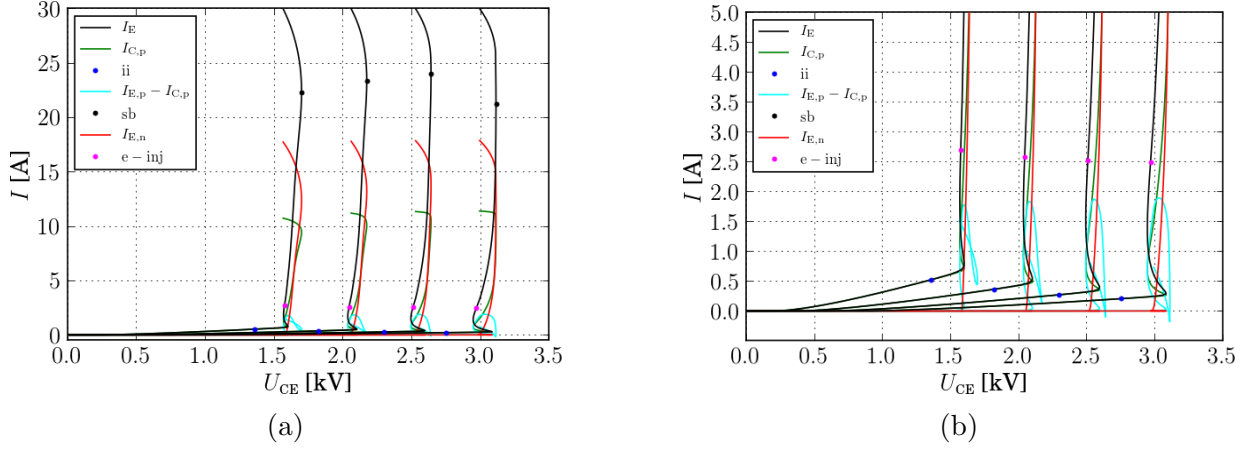 30
25
20
15
10
5
0
I [A]
I_E
I_C,p
ii
I_E,p − I_C,p
sb
I_E,n
e − inj
0.0 0.5 1.0 1.5 2.0 2.5 3.0 3.5
U_CE [kV]
(a)
5.0
4.5
4.0
3.5
3.0
2.5
2.0
1.5
1.0
0.5
0.0
I [A]
I_E
I_C,p
ii
I_E,p − I_C,p
sb
I_E,n
e − inj
0.0 0.5 1.0 1.5 2.0 2.5 3.0 3.5
U_CE [kV]
(b)